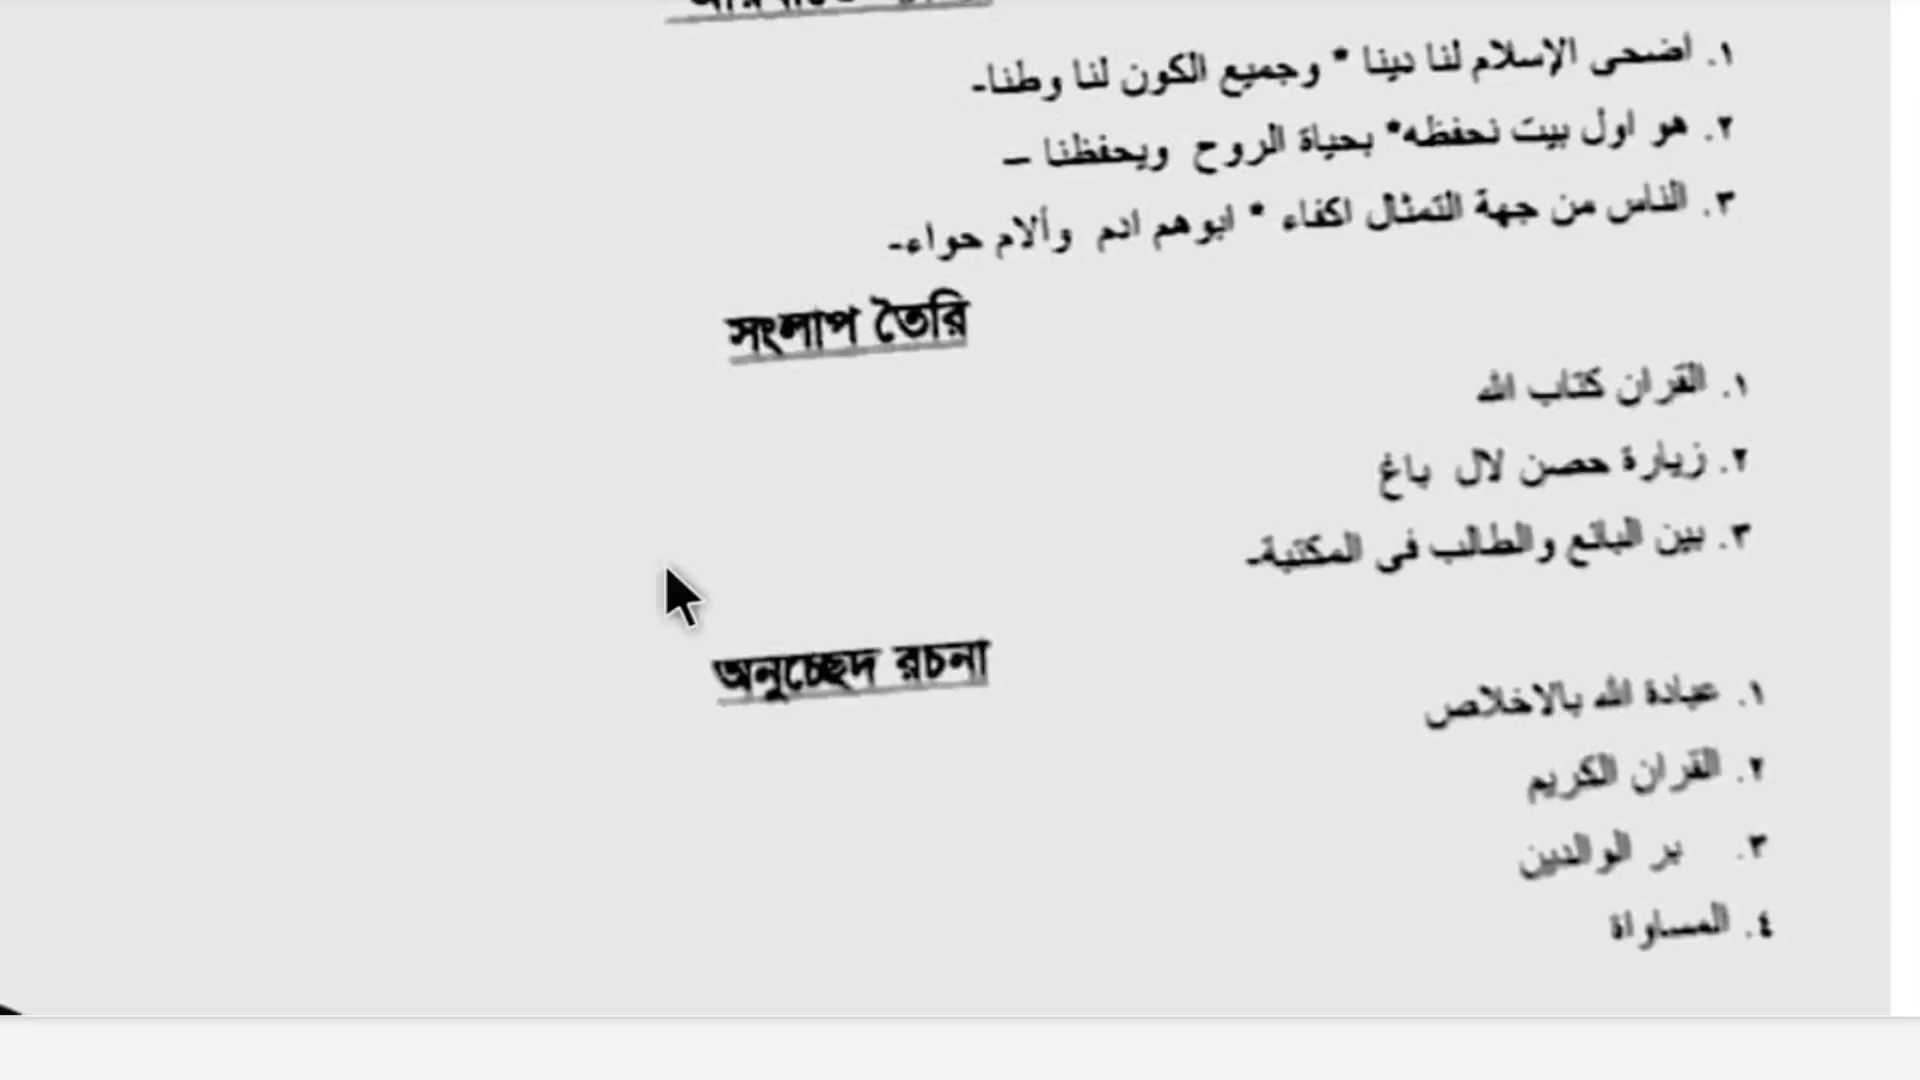 ١. اضحى الإسلام لنا دينا * وجميع الكون لنا وطنا-
٢. هو اول بيت نحفظه* بحياة الروح ويحفظنا –
٣. الناس من جهة التمثال اكفاء * ابوهم ادم وألام حواء-
সংলাপ তৈরি
١. القران كتاب الله
٢. زيارة حصن لال باغ
٣. بين البائع والطالب فى المكتبة-
অনুচ্ছেদ রচনা
١. عبادة الله بالاخلاص
٢. القران الكريم
٣. بر الوالدين
٤. المساواة